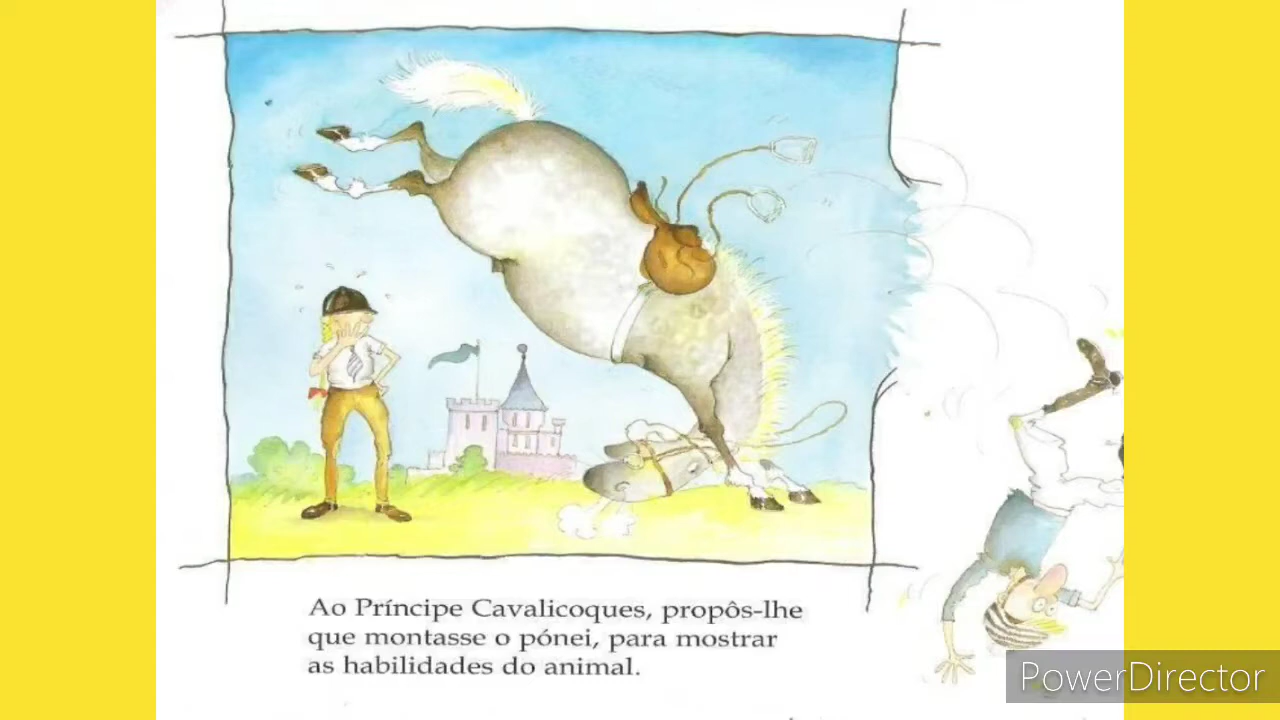 Ao Príncipe Cavalicoques, propôs-lhe
que montasse o pónei, para mostrar
as habilidades do animal.
PowerDirector